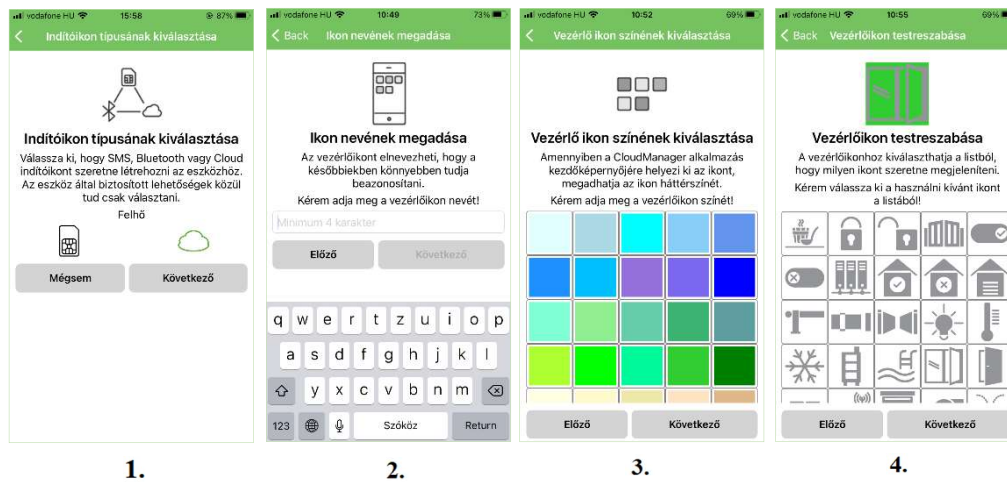 vodafone HU 15:58 87%
Indítóikon típusának kiválasztása
Indítóikon típusának kiválasztása
Válassza ki, hogy SMS, Bluetooth vagy Cloud
indítóikont szeretne létrehozni az eszközhöz.
Az eszköz által biztosított lehetőségek közül
tud csak választani.
Felhő
Mégsem Következő
1.
vodafone HU 10:49 73%
Back Ikon nevének megadása
Ikon nevének megadása
Az vezérlőikont elnevezheti, hogy a
későbbiekben könnyebben tudja
beazonosítani.
Kérem adja meg a vezérlőikon nevét!
Minimum 4 karakter
Előző Következő
q w e r t z u i o p
a s d f g h j k l
y x c v b n m
123 Szóköz Return
2.
vodafone HU 10:52 69%
Vezérlő ikon színének kiválasztása
Vezérlő ikon színének kiválasztása
Amennyiben a CloudManager alkalmazás
kezdőképernyőjére helyezi ki az ikont,
megadhatja az ikon háttérszínét.
Kérem adja meg a vezérlőikon színét!
Előző Következő
3.
vodafone HU 10:55 69%
Back Vezérlőikon testreszabása
Vezérlőikon testreszabása
A vezérlőikonhoz kiválaszthatja a listból,
hogy milyen ikont szeretne megjeleníteni.
Kérem válassza ki a használni kívánt ikont
a listából!
Előző Következő
4.